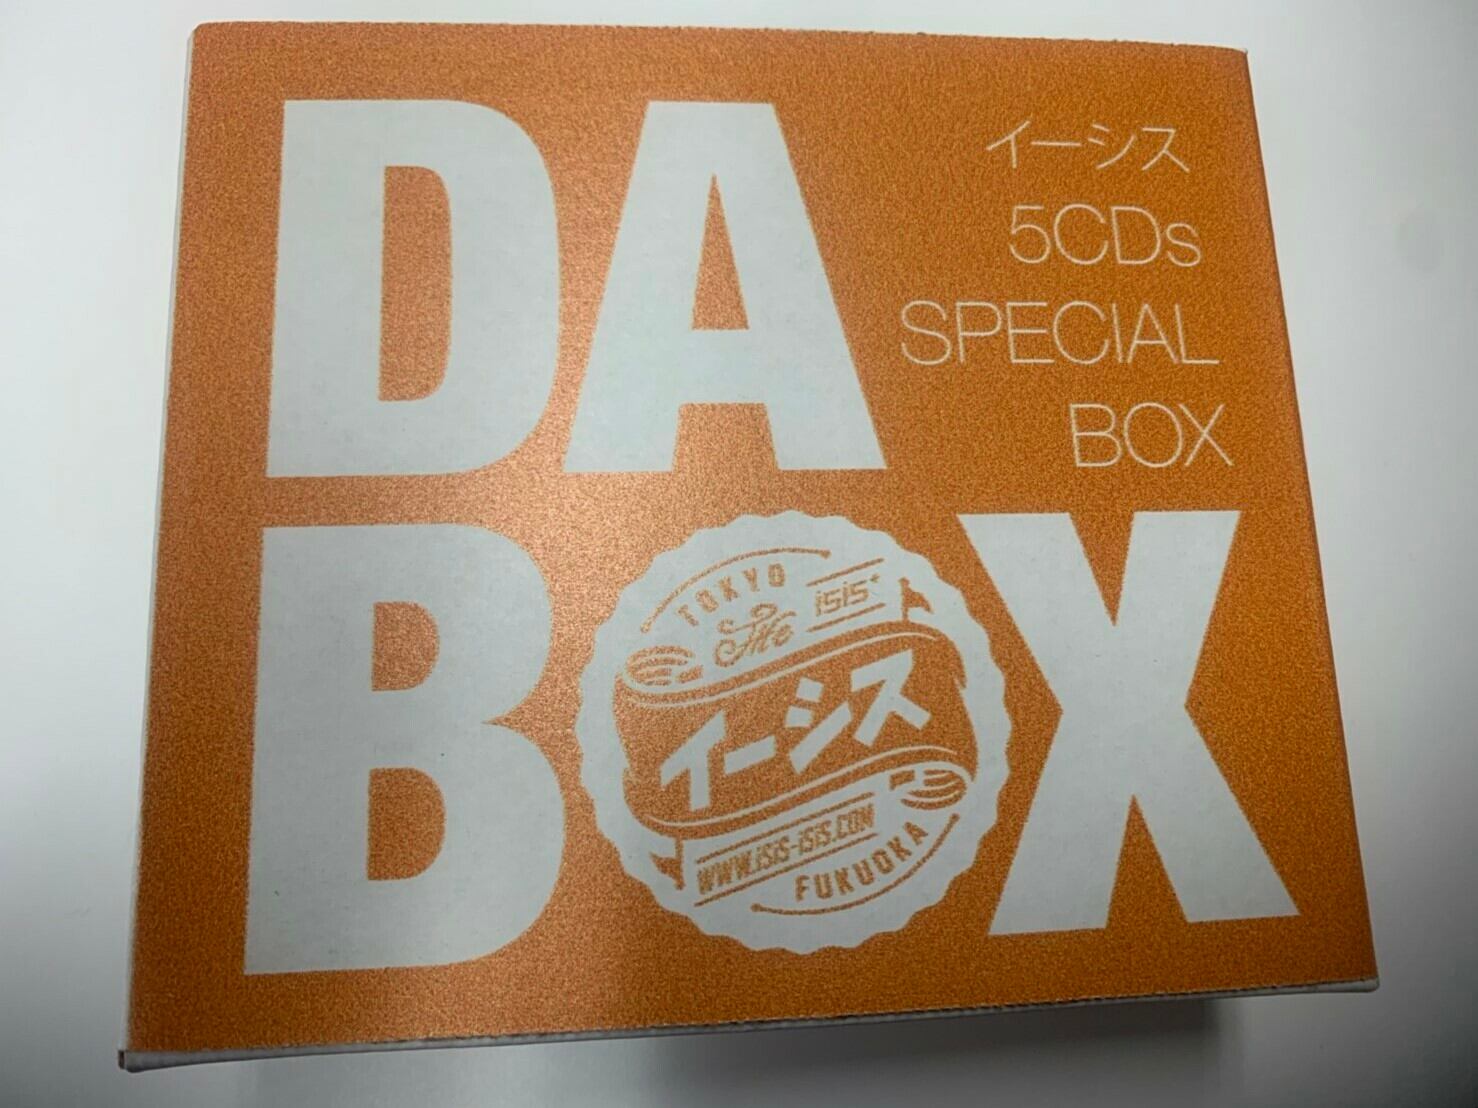 DA
イーシス
5CDs
SPECIAL
BOX
BOX
TOKYO
The
isis
イーシス
WWW.iSiS-iSiS.COM
FUKUOKA